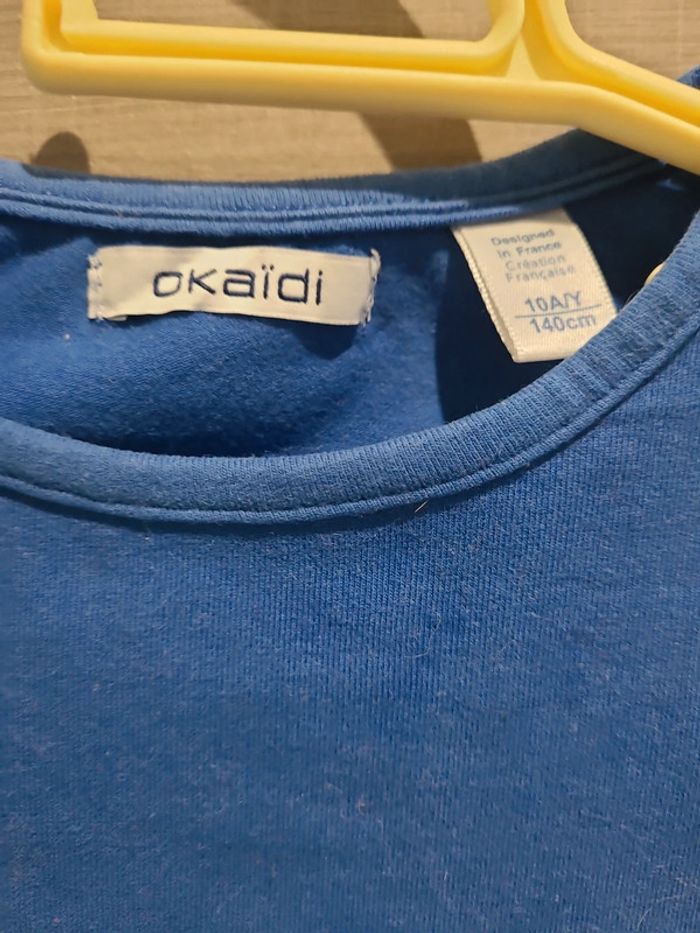 oKaïdi
Designed
in France
Création
Française
10A/Y
140cm